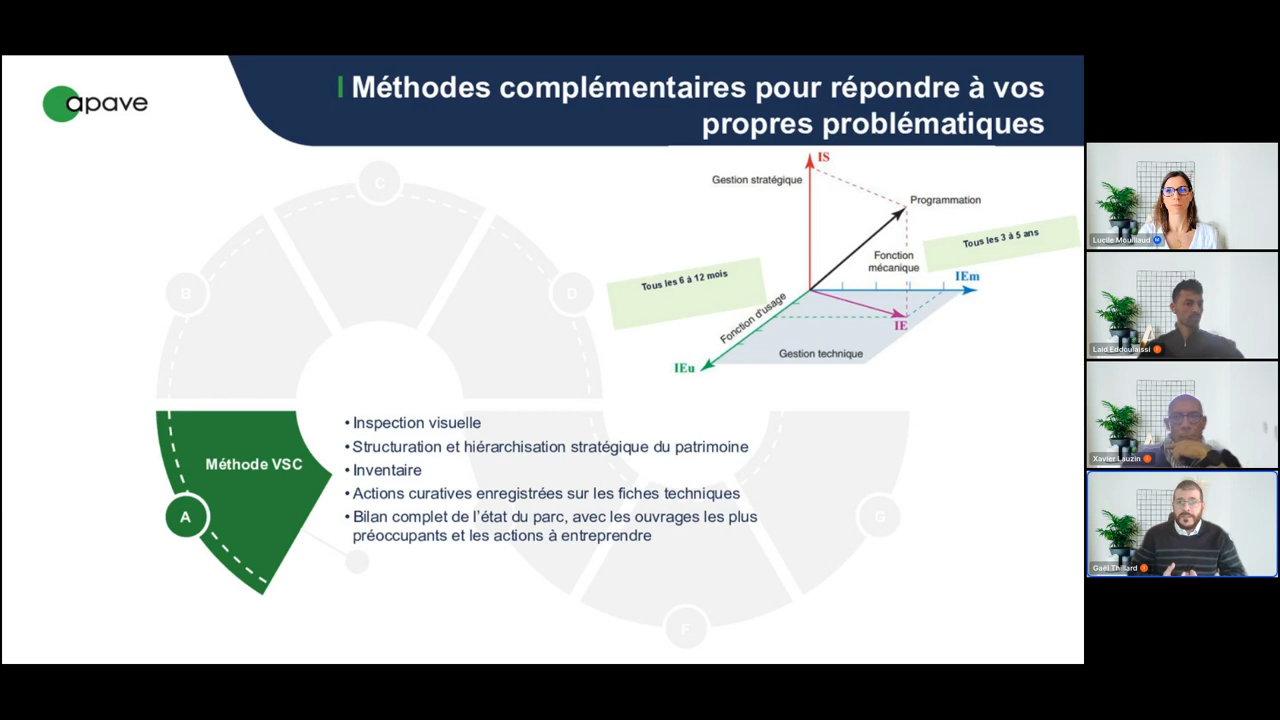 apave
| Méthodes complémentaires pour répondre à vos
propres problématiques
C
B
D
IS
Gestion stratégique
Programmation
Tous les 3 à 5 ans
Fonction
mécanique
IEm
Tous les 6 à 12 mois
Fonction d'usage
IE
Gestion technique
IEu
Méthode VSC
A
• Inspection visuelle
• Structuration et hiérarchisation stratégique du patrimoine
• Inventaire
• Actions curatives enregistrées sur les fiches techniques
• Bilan complet de l'état du parc, avec les ouvrages les plus
préoccupants et les actions à entreprendre
G
F
Lucile Mouillaud
Laid Eddoulaissi
Xavier Lauzin
Gaël Thillard